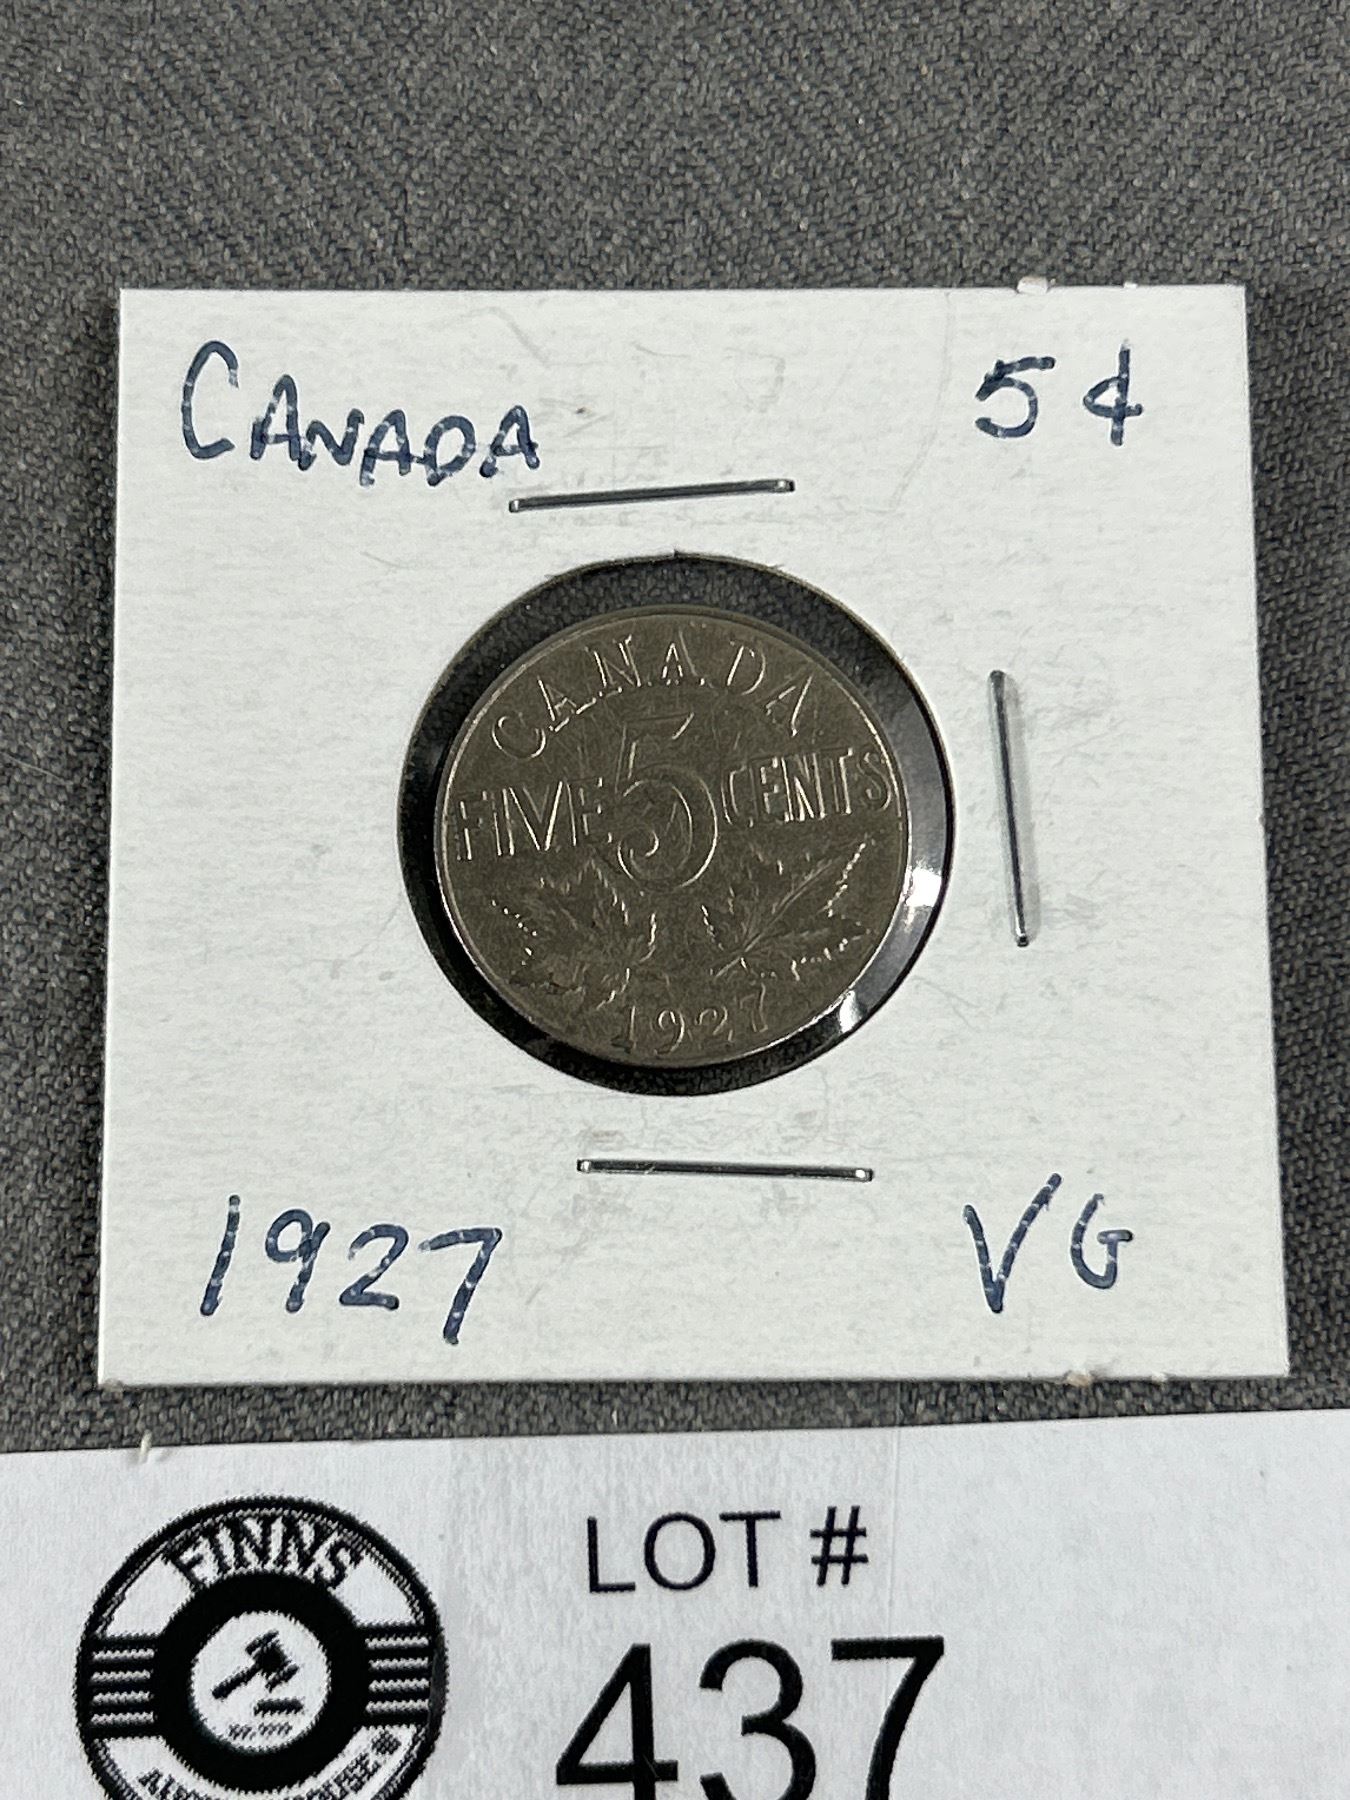 CANADA 5¢
CANADA
FIVE 5 CENTS
1927
1927 VG
FINNS
LOT #
437